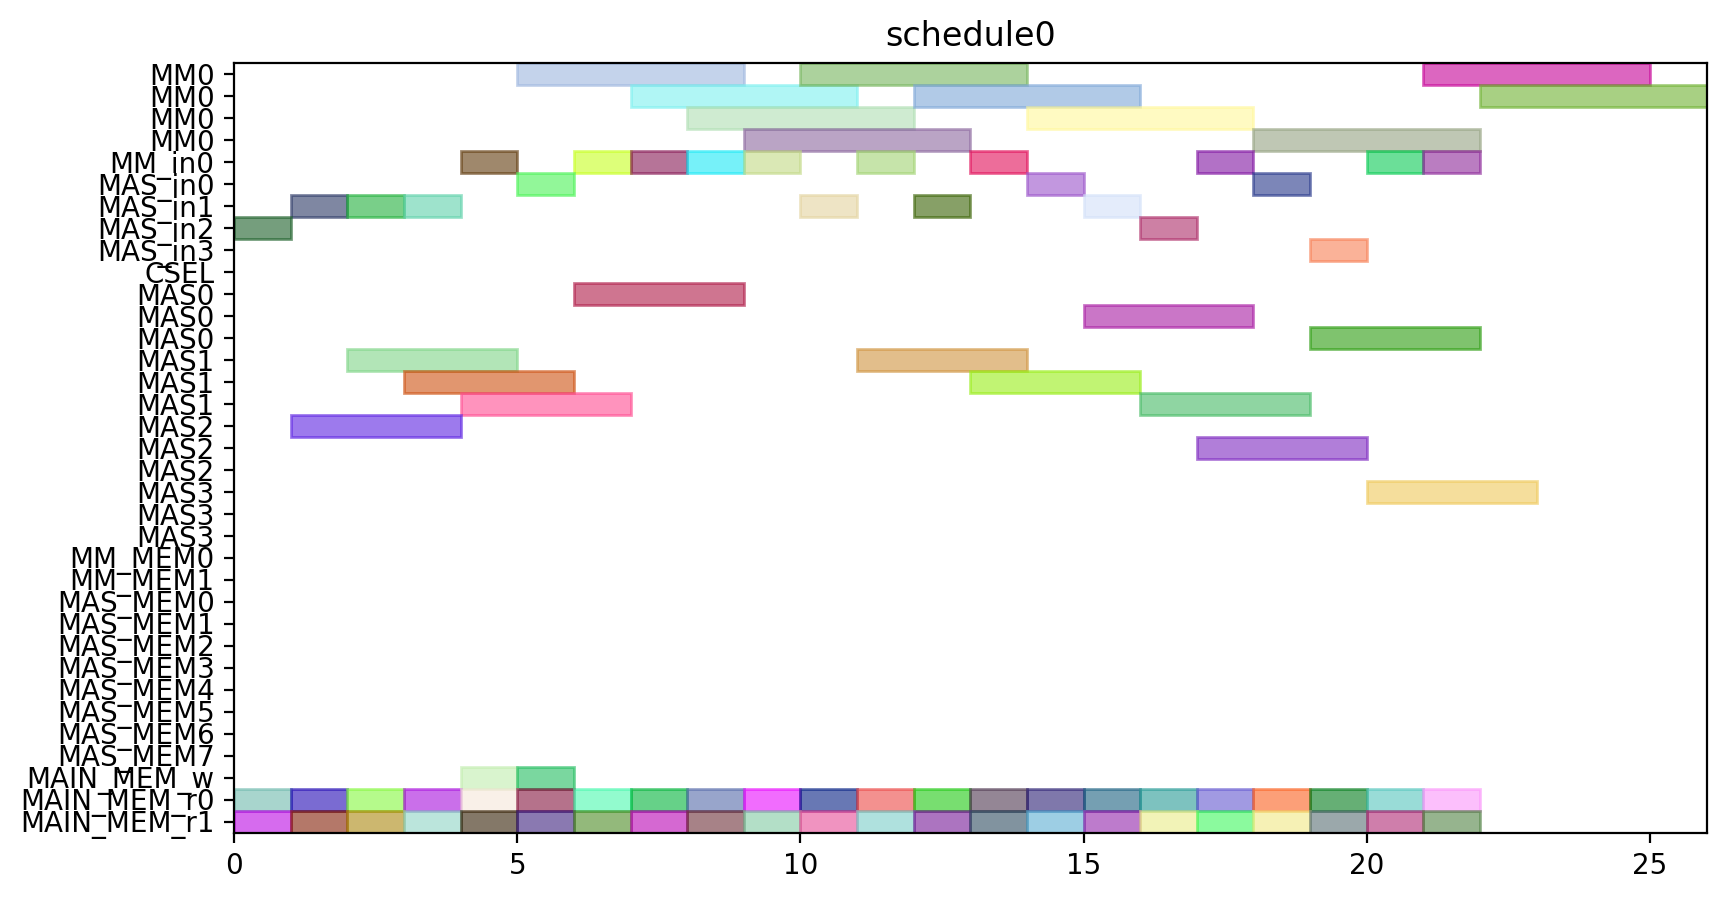 schedule0
MM0
MM0
MM0
MM0
MM_in0
MAS_in0
MAS_in1
MAS_in2
MAS_in3
CSEL
MAS0
MAS0
MAS0
MAS1
MAS1
MAS1
MAS2
MAS2
MAS2
MAS3
MAS3
MAS3
MM_MEM0
MM_MEM1
MAS_MEM0
MAS_MEM1
MAS_MEM2
MAS_MEM3
MAS_MEM4
MAS_MEM5
MAS_MEM6
MAS_MEM7
MAIN_MEM_w
MAIN_MEM_r0
MAIN_MEM_r1
0 5 10 15 20 25